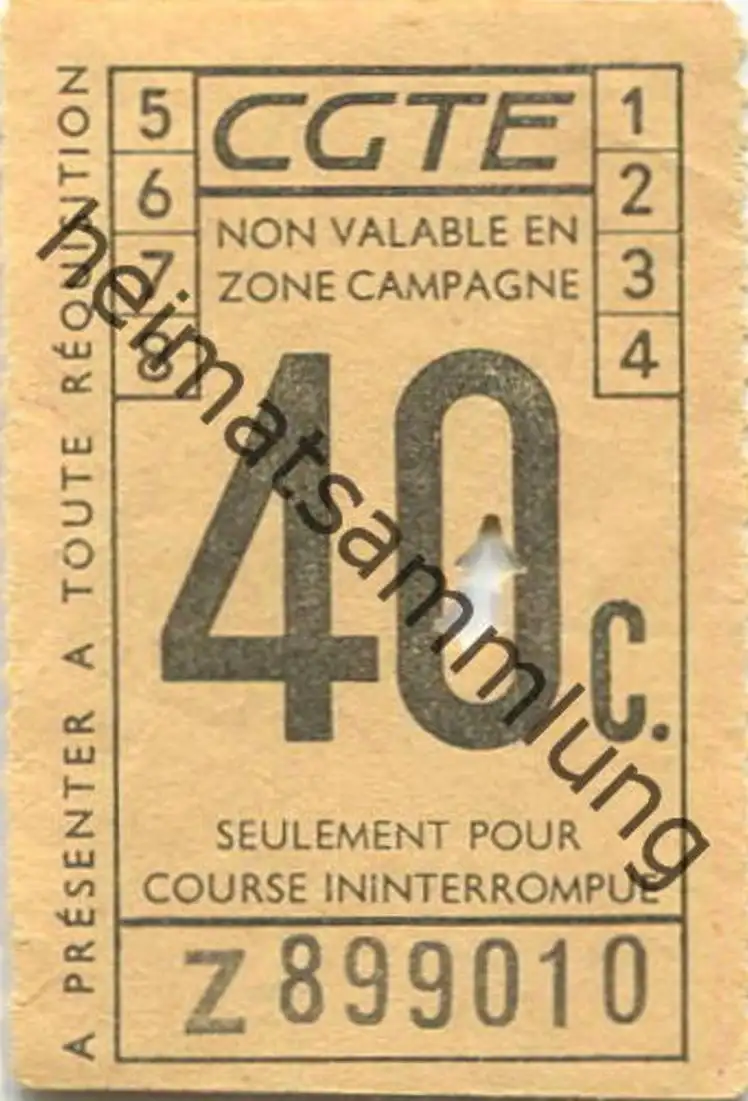 CGTE
5
6
7
8
1
2
3
4
NON VALABLE EN
ZONE CAMPAGNE
40 C.
SEULEMENT POUR
COURSE ININTERROMPUE
Z 899010
A PRÉSENTER A TOUTE RÉQUISITION
heimatsammlung